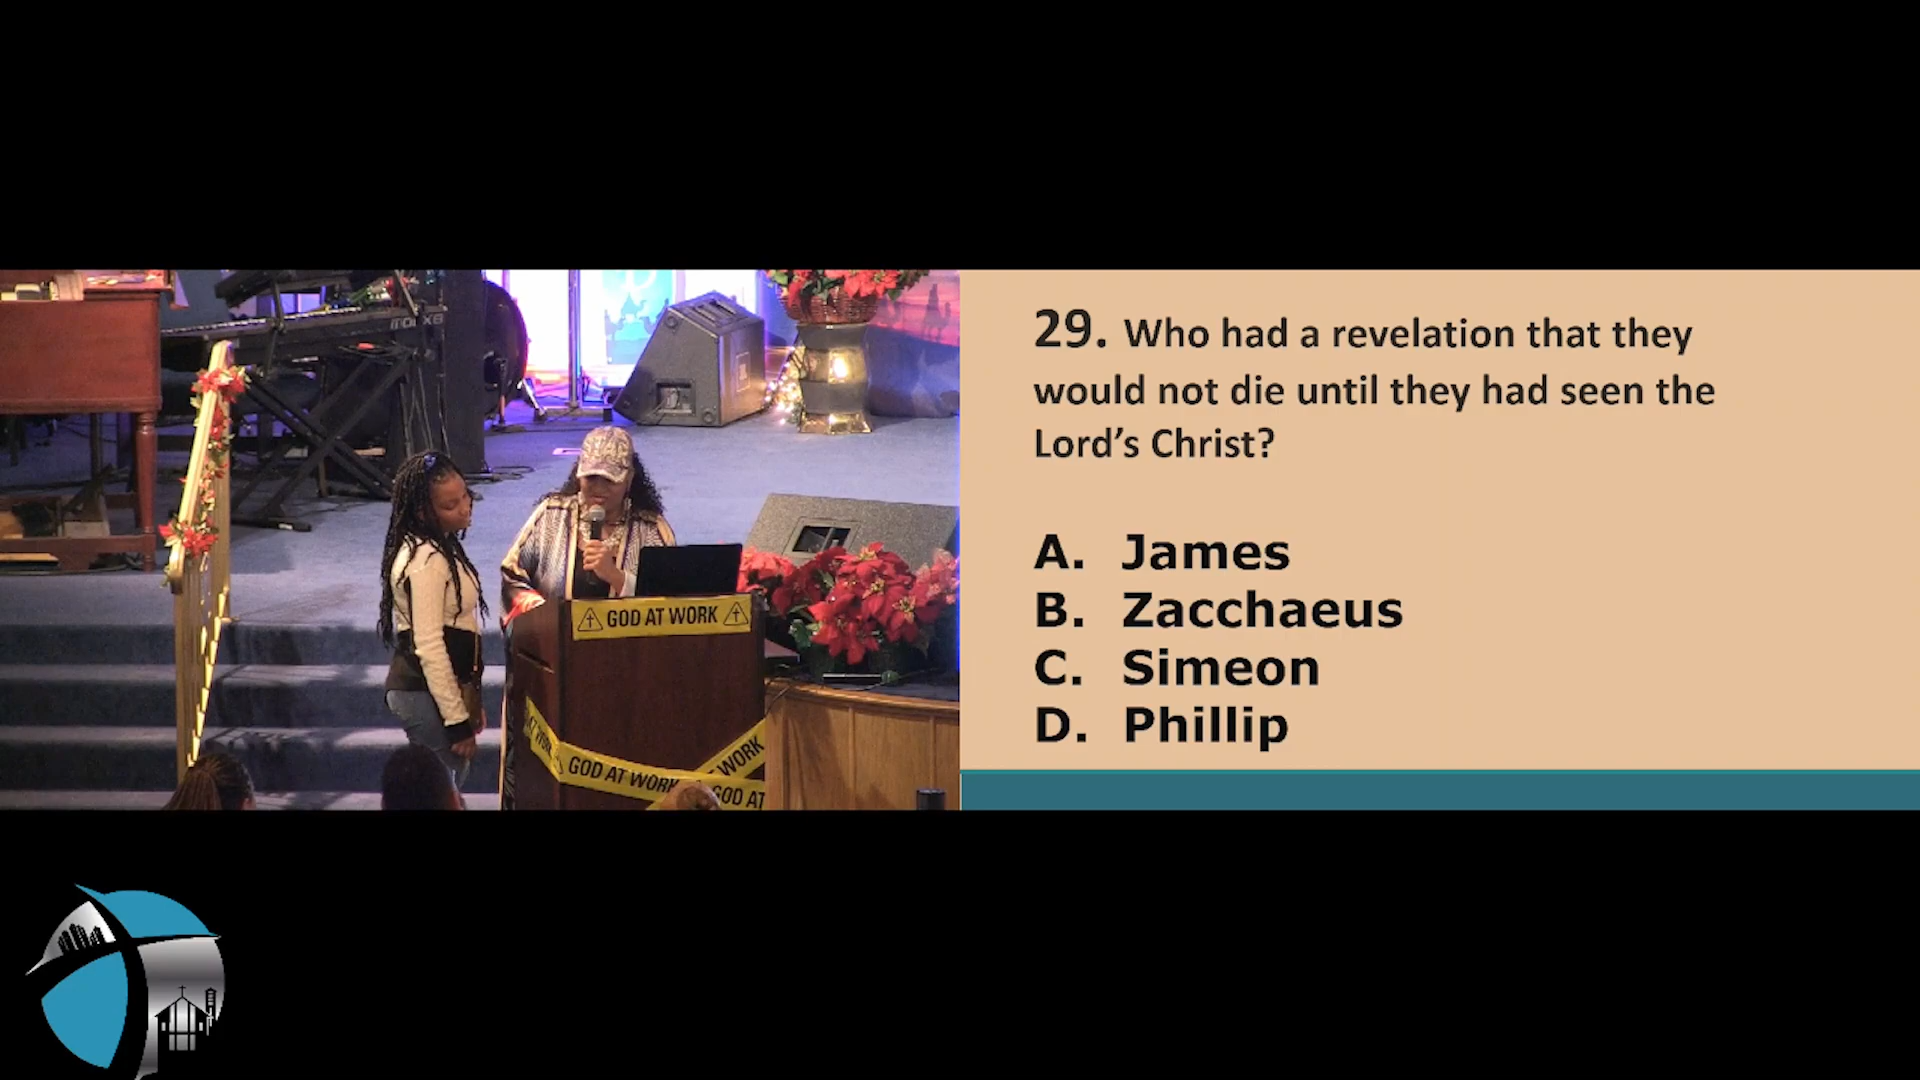 29. Who had a revelation that they
would not die until they had seen the
Lord's Christ?
A. James
B. Zacchaeus
C. Simeon
D. Phillip
GOD AT WORK
GOD AT WORK
WORK
GOD AT